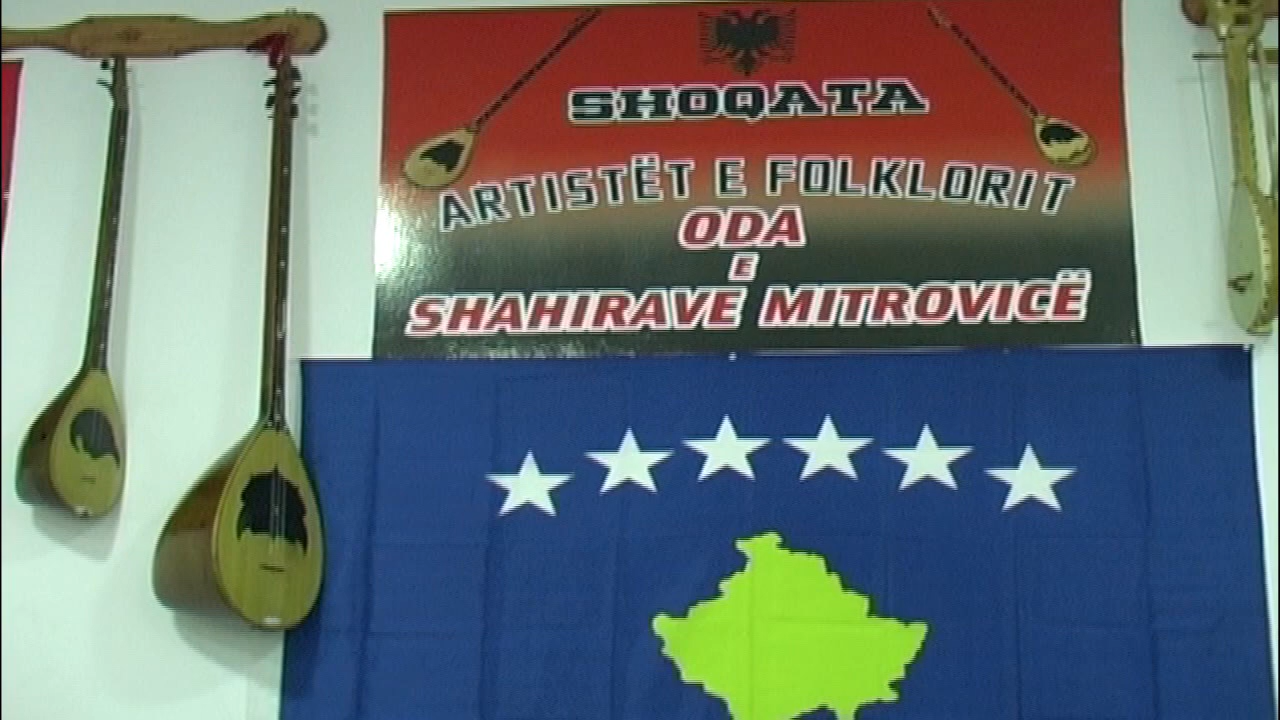 SHOQATA
ARTISTËT E FOLKLORIT
ODA
E
SHAHIRAVE MITROVICË